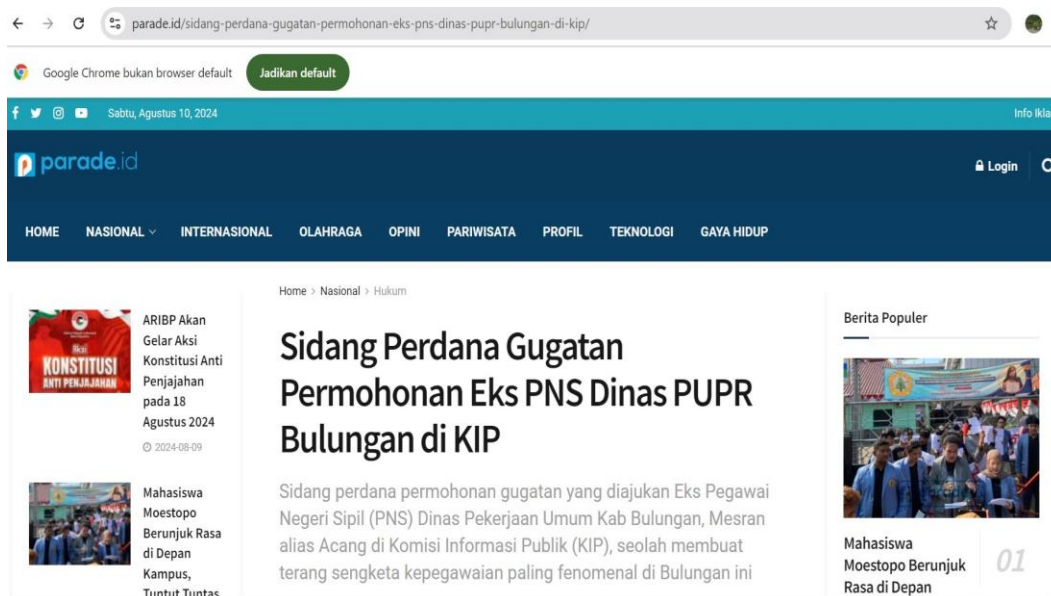 parade.id/sidang-perdana-gugatan-permohonan-eks-pns-dinas-pupr-bulungan-di-kip/
Google Chrome bukan browser default
Jadikan default
Sabtu, Agustus 10, 2024
Info Ikla
parade.id
Login
HOME NASIONAL INTERNASIONAL OLAHRAGA OPINI PARIWISATA PROFIL TEKNOLOGI GAYA HIDUP
KONSTITUSI
ANTI PENJAJAHAN
ARIBP Akan
Gelar Aksi
Konstitusi Anti
Penjajahan
pada 18
Agustus 2024
2024-08-09
Mahasiswa
Moestopo
Berunjuk Rasa
di Depan
Kampus,
Tuntut Tuntas
Home > Nasional > Hukum
Sidang Perdana Gugatan
Permohonan Eks PNS Dinas PUPR
Bulungan di KIP
Sidang perdana permohonan gugatan yang diajukan Eks Pegawai
Negeri Sipil (PNS) Dinas Pekerjaan Umum Kab Bulungan, Mesran
alias Acang di Komisi Informasi Publik (KIP), seolah membuat
terang sengketa kepegawaian paling fenomenal di Bulungan ini
Berita Populer
Mahasiswa
Moestopo Berunjuk
Rasa di Depan
01